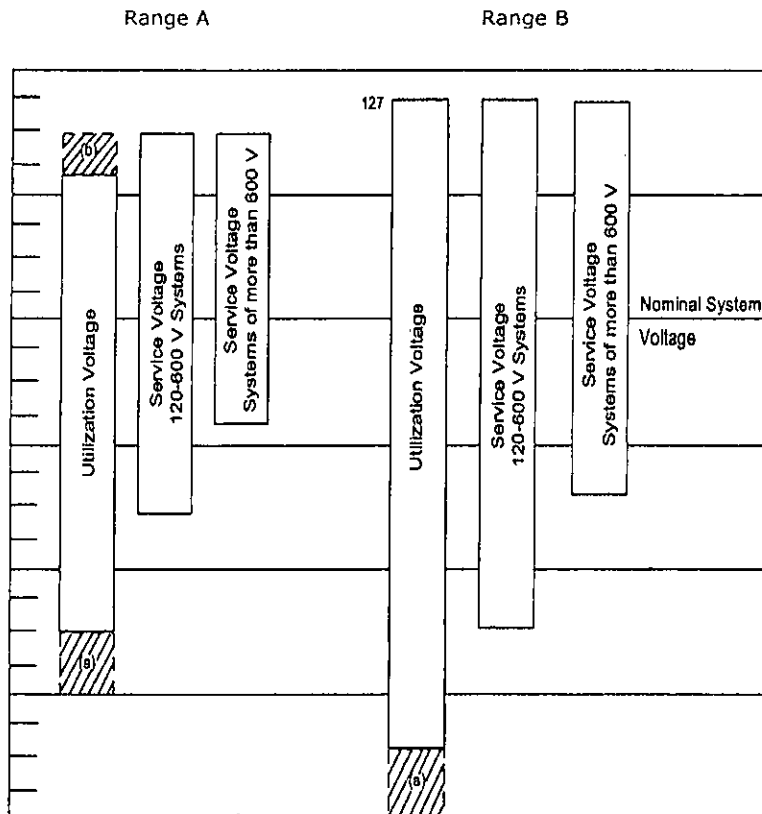 Range A
Range B
(b)
Utilization Voltage
(a)
Service Voltage
120-600 V Systems
Service Voltage
Systems of more than 600 V
127
Utilization Voltage
(a)
Service Voltage
120-600 V Systems
Service Voltage
Systems of more than 600 V
Nominal System
Voltage